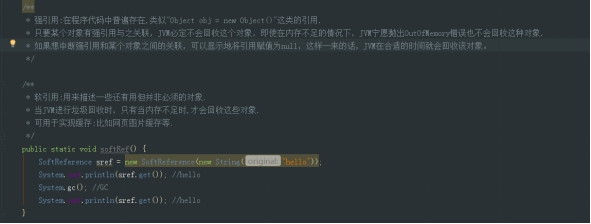 /**
* 强引用:在程序代码中普遍存在,类似"Object obj = new Object()"这类的引用.
* 只要某个对象有强引用与之关联, JVM必定不会回收这个对象, 即使在内存不足的情况下, JVM宁愿抛出OutOfMemory错误也不会回收这种对象.
* 如果想中断强引用和某个对象之间的关联, 可以显示地将引用赋值为null, 这样一来的话, JVM在合适的时间就会回收该对象。
*/
/**
* 软引用:用来描述一些还有用但并非必须的对象.
* 当JVM进行垃圾回收时, 只有当内存不足时,才会回收这些对象.
* 可用于实现缓存:比如网页图片缓存等.
*/
public static void softRef() {
SoftReference sref = new SoftReference(new String( original: "hello"));
System.out.println(sref.get()); //hello
System.gc(); //GC
System.out.println(sref.get()); //hello
}